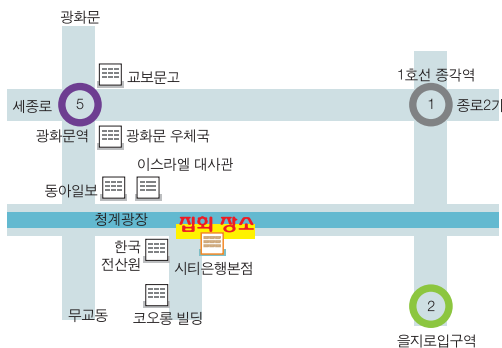 광화문
교보문고
1호선 종각역
세종로
5
1
종로2가
광화문역
광화문 우체국
이스라엘 대사관
동아일보
청계광장
집회 장소
한국
전산원
시티은행본점
무교동
코오롱 빌딩
2
을지로입구역